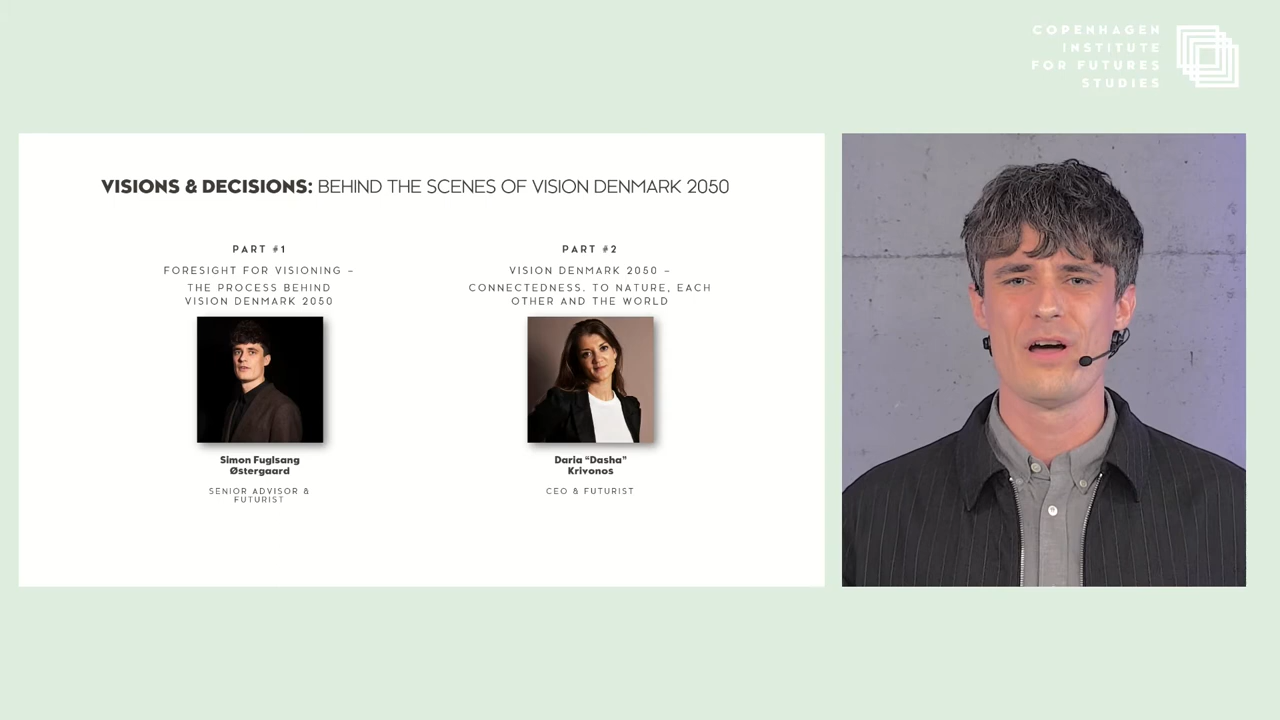 COPENHAGEN
INSTITUTE
FOR FUTURES
STUDIES
VISIONS & DECISIONS: BEHIND THE SCENES OF VISION DENMARK 2050
PART #1
FORESIGHT FOR VISIONING –
THE PROCESS BEHIND
VISION DENMARK 2050
Simon Fuglsang
Østergaard
SENIOR ADVISOR &
FUTURIST
PART #2
VISION DENMARK 2050 –
CONNECTEDNESS. TO NATURE, EACH
OTHER AND THE WORLD
Daria “Dasha”
Krivonos
CEO & FUTURIST